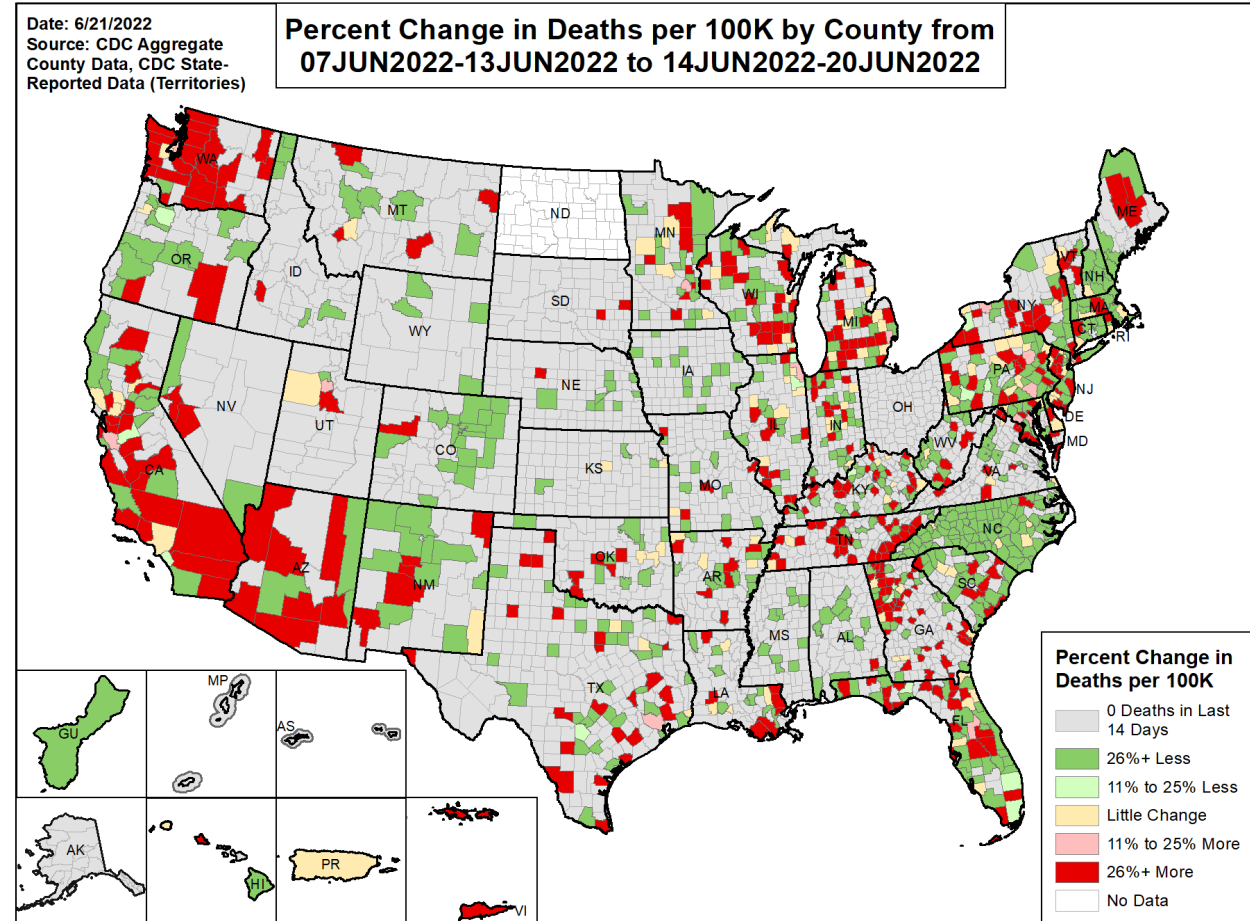 Date: 6/21/2022
Source: CDC Aggregate
County Data, CDC State-
Reported Data (Territories)
Percent Change in Deaths per 100K by County from
07JUN2022-13JUN2022 to 14JUN2022-20JUN2022
WA
MT
ND
MN
ME
OR
ID
SD
WI
MI
VT
NH
NY
MA
CT
RI
WY
NV
UT
CO
NE
IA
IL
IN
OH
PA
NJ
DE
MD
WV
VA
CA
KS
MO
KY
AZ
NM
OK
AR
TN
NC
SC
TX
LA
MS
AL
GA
FL
GU
MP
AS
AK
HI
PR
VI
Percent Change in
Deaths per 100K
0 Deaths in Last
14 Days
26%+ Less
11% to 25% Less
Little Change
11% to 25% More
26%+ More
No Data